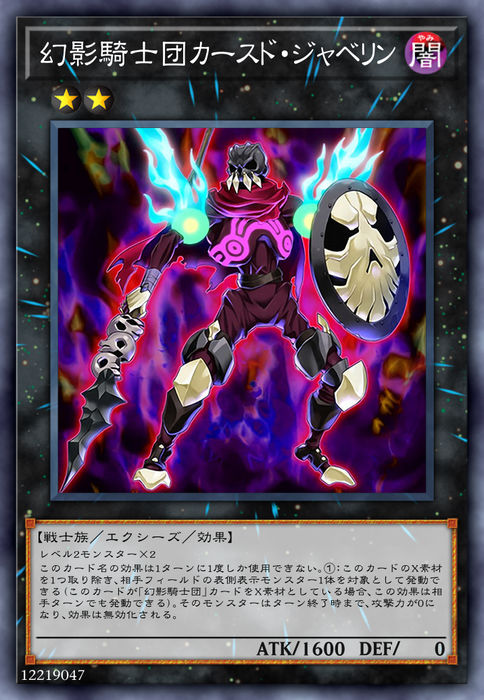 幻影騎士団カースド・ジャベリン
やみ
闇
【戦士族／エクシーズ／効果】
レベル2モンスター×2
このカード名の効果は1ターンに1度しか使用できない。①：このカードのX素材
を1つ取り除き、相手フィールドの表側表示モンスター1体を対象として発動で
きる（このカードが「幻影騎士団」カードをX素材としている場合、この効果は相
手ターンでも発動できる）。そのモンスターはターン終了時まで、攻撃力が0に
なり、効果は無効化される。
ATK/1600 DEF/ 0
12219047